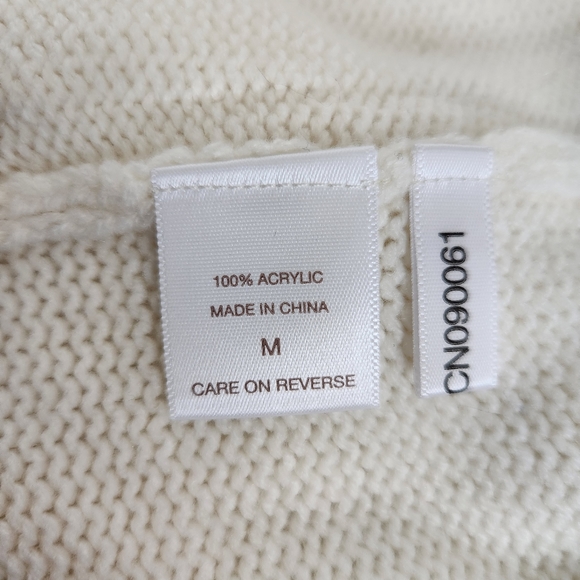 100% ACRYLIC
MADE IN CHINA
M
CARE ON REVERSE
CN090061